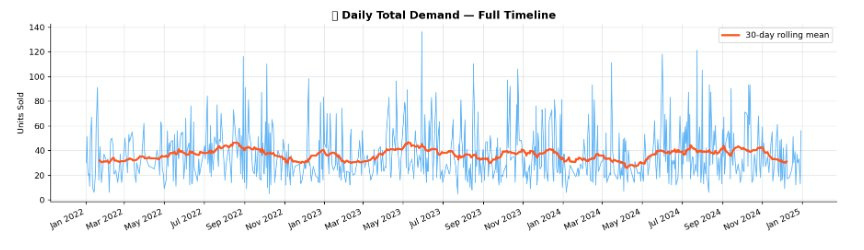 Daily Total Demand — Full Timeline
30-day rolling mean
Units Sold
140
120
100
80
60
40
20
0
Jan 2022
Mar 2022
May 2022
Jul 2022
Sep 2022
Nov 2022
Jan 2023
Mar 2023
May 2023
Jul 2023
Sep 2023
Nov 2023
Jan 2024
Mar 2024
May 2024
Jul 2024
Sep 2024
Nov 2024
Jan 2025